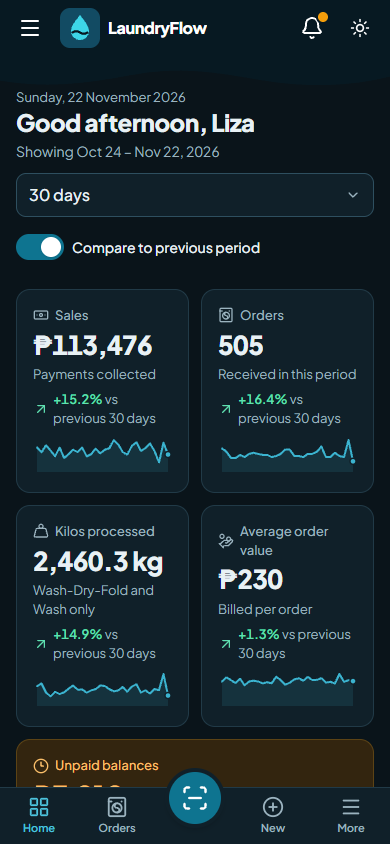 LaundryFlow
Sunday, 22 November 2026
Good afternoon, Liza
Showing Oct 24 – Nov 22, 2026
30 days
Compare to previous period
Sales
₱113,476
Payments collected
+15.2% vs
previous 30 days
Orders
505
Received in this period
+16.4% vs
previous 30 days
Kilos processed
2,460.3 kg
Wash-Dry-Fold and
Wash only
+14.9% vs
previous 30 days
Average order
value
₱230
Billed per order
+1.3% vs previous
30 days
Unpaid balances
Home
Orders
New
More